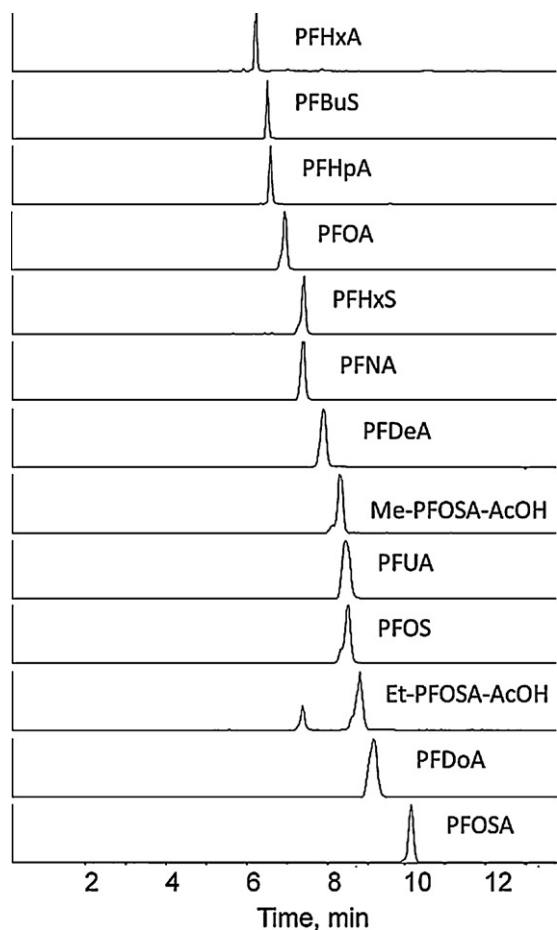 PFHxA
PFBuS
PFHpA
PFOA
PFHxS
PFNA
PFDeA
Me-PFOSA-AcOH
PFUA
PFOS
Et-PFOSA-AcOH
PFDoA
PFOSA
2 4 6 8 10 12
Time, min